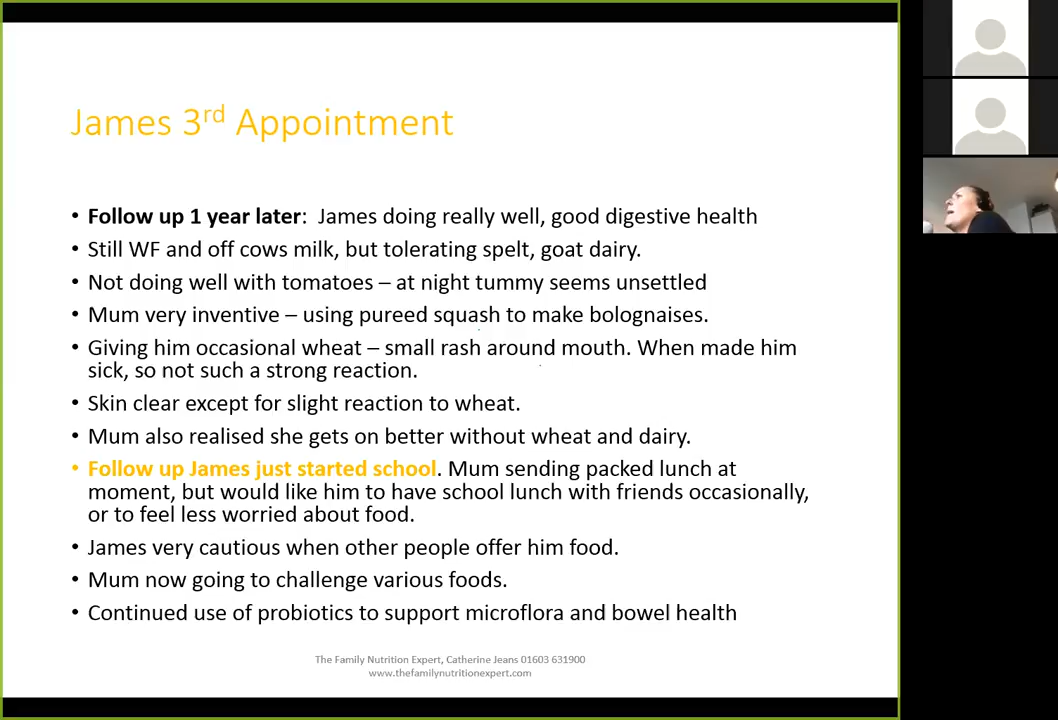 James 3rd Appointment
• Follow up 1 year later:  James doing really well, good digestive health
• Still WF and off cows milk, but tolerating spelt, goat dairy.
• Not doing well with tomatoes – at night tummy seems unsettled
• Mum very inventive – using pureed squash to make bolognaises.
• Giving him occasional wheat – small rash around mouth. When made him
sick, so not such a strong reaction.
• Skin clear except for slight reaction to wheat.
• Mum also realised she gets on better without wheat and dairy.
• Follow up James just started school. Mum sending packed lunch at
moment, but would like him to have school lunch with friends occasionally,
or to feel less worried about food.
• James very cautious when other people offer him food.
• Mum now going to challenge various foods.
• Continued use of probiotics to support microflora and bowel health
The Family Nutrition Expert, Catherine Jeans 01603 631900
www.thefamilynutritionexpert.com